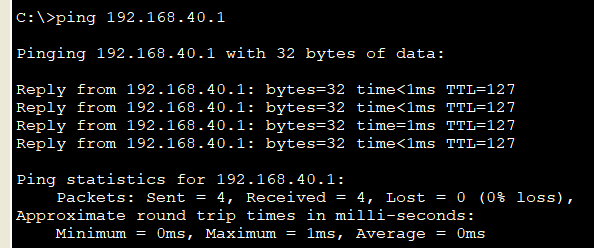 C:\>ping 192.168.40.1
Pinging 192.168.40.1 with 32 bytes of data:
Reply from 192.168.40.1: bytes=32 time<1ms TTL=127
Reply from 192.168.40.1: bytes=32 time<1ms TTL=127
Reply from 192.168.40.1: bytes=32 time=1ms TTL=127
Reply from 192.168.40.1: bytes=32 time<1ms TTL=127
Ping statistics for 192.168.40.1:
    Packets: Sent = 4, Received = 4, Lost = 0 (0% loss),
Approximate round trip times in milli-seconds:
    Minimum = 0ms, Maximum = 1ms, Average = 0ms